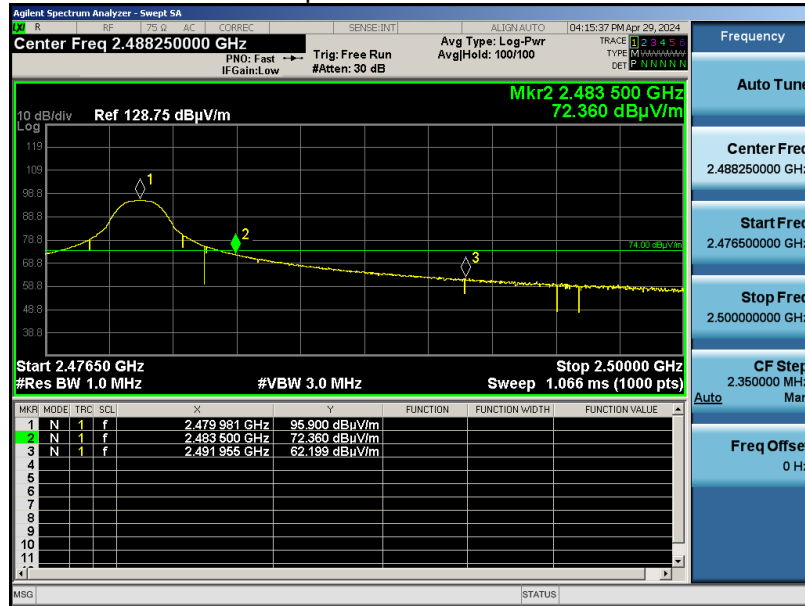 Agilent Spectrum Analyzer - Swept SA
LXI R RF 75 Ω AC CORREC SENSE:INT ALIGN AUTO 04:15:37 PM Apr 29, 2024
Center Freq 2.488250000 GHz
PNO: Fast
IFGain:Low
Trig: Free Run
#Atten: 30 dB
Avg Type: Log-Pwr
Avg|Hold: 100/100
TRACE 1 2 3 4 5 6
TYPE M WWWWW
DET P N N N N N
Mkr2 2.483 500 GHz
72.360 dBµV/m
10 dB/div Ref 128.75 dBµV/m
Log
119
109
98.8
88.8
78.8
68.8
58.8
48.8
38.8
1
2
3
74.00 dBµV/m
Start 2.47650 GHz Stop 2.50000 GHz
#Res BW 1.0 MHz #VBW 3.0 MHz Sweep 1.066 ms (1000 pts)
MKR MODE TRC SCL X Y FUNCTION FUNCTION WIDTH FUNCTION VALUE
1 N 1 f 2.479 981 GHz 95.900 dBµV/m
2 N 1 f 2.483 500 GHz 72.360 dBµV/m
3 N 1 f 2.491 955 GHz 62.199 dBµV/m
4
5
6
7
8
9
10
11
MSG STATUS
Frequency
Auto Tune
Center Freq
2.488250000 GHz
Start Freq
2.476500000 GHz
Stop Freq
2.500000000 GHz
CF Step
2.350000 MHz
Auto Man
Freq Offset
0 Hz